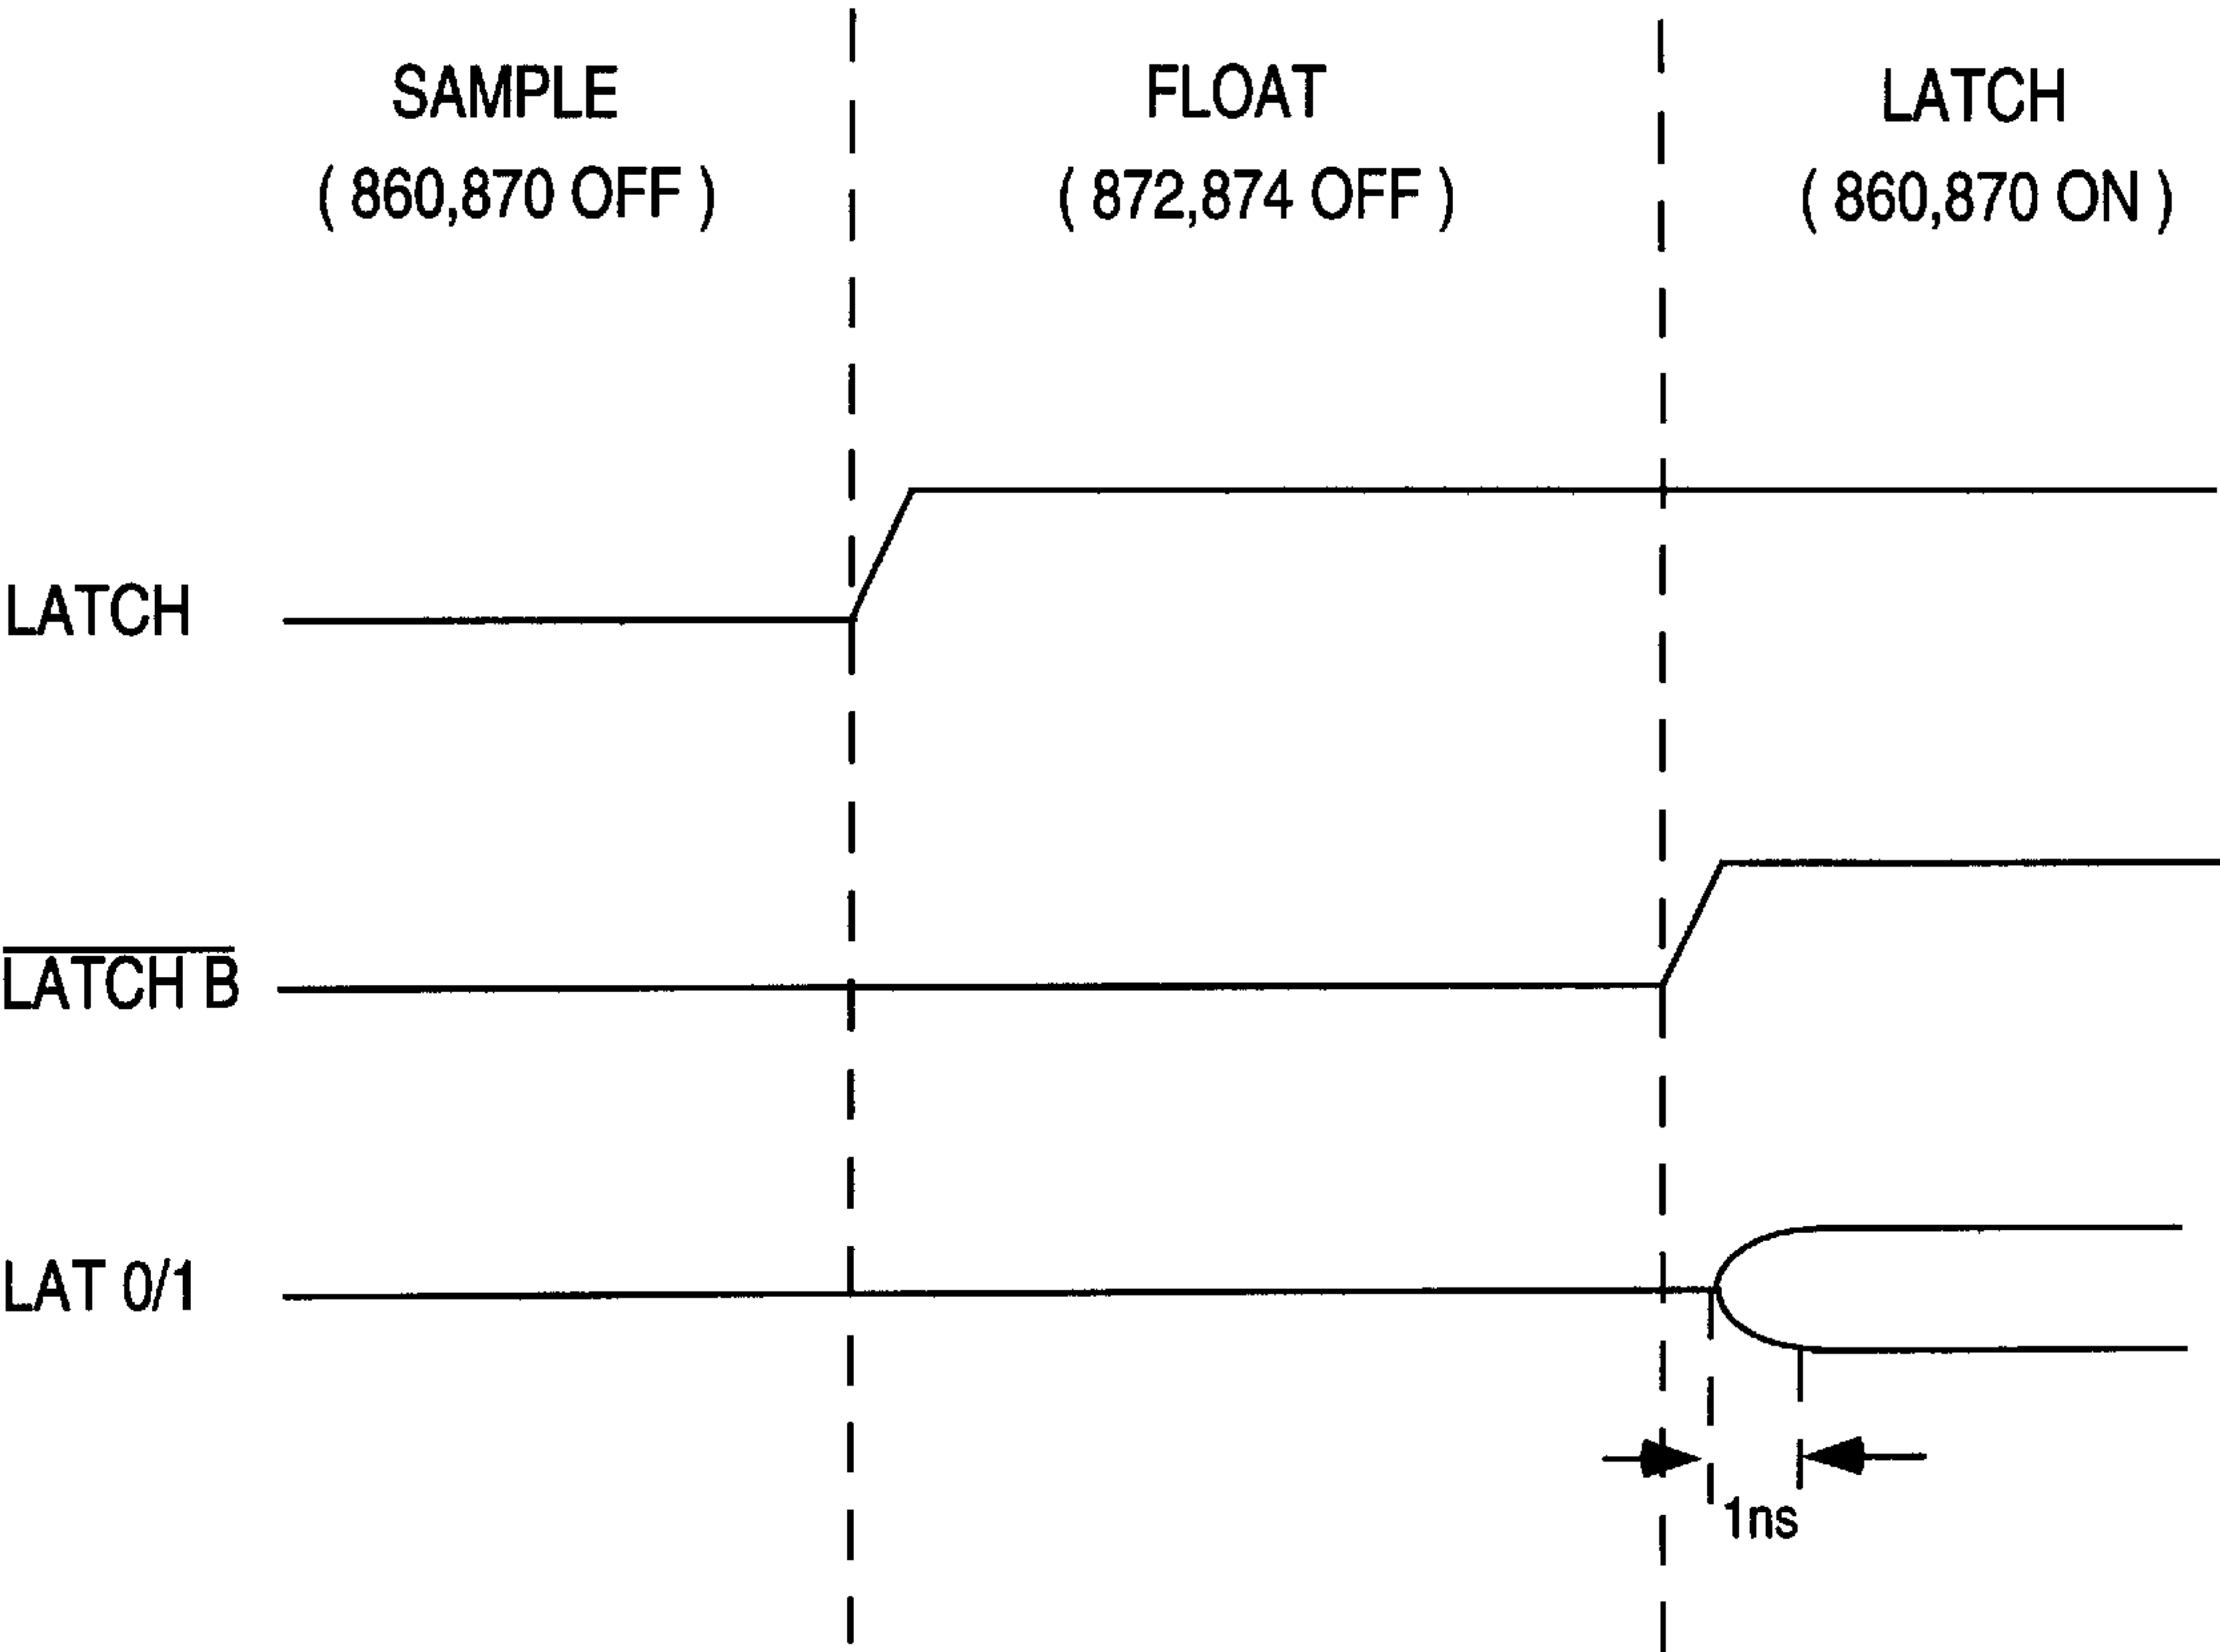 SAMPLE
FLOAT
LATCH
( 860,870 OFF )
( 872,874 OFF )
( 860,870 ON )
LATCH
LATCH B
LAT 0/1
1ns